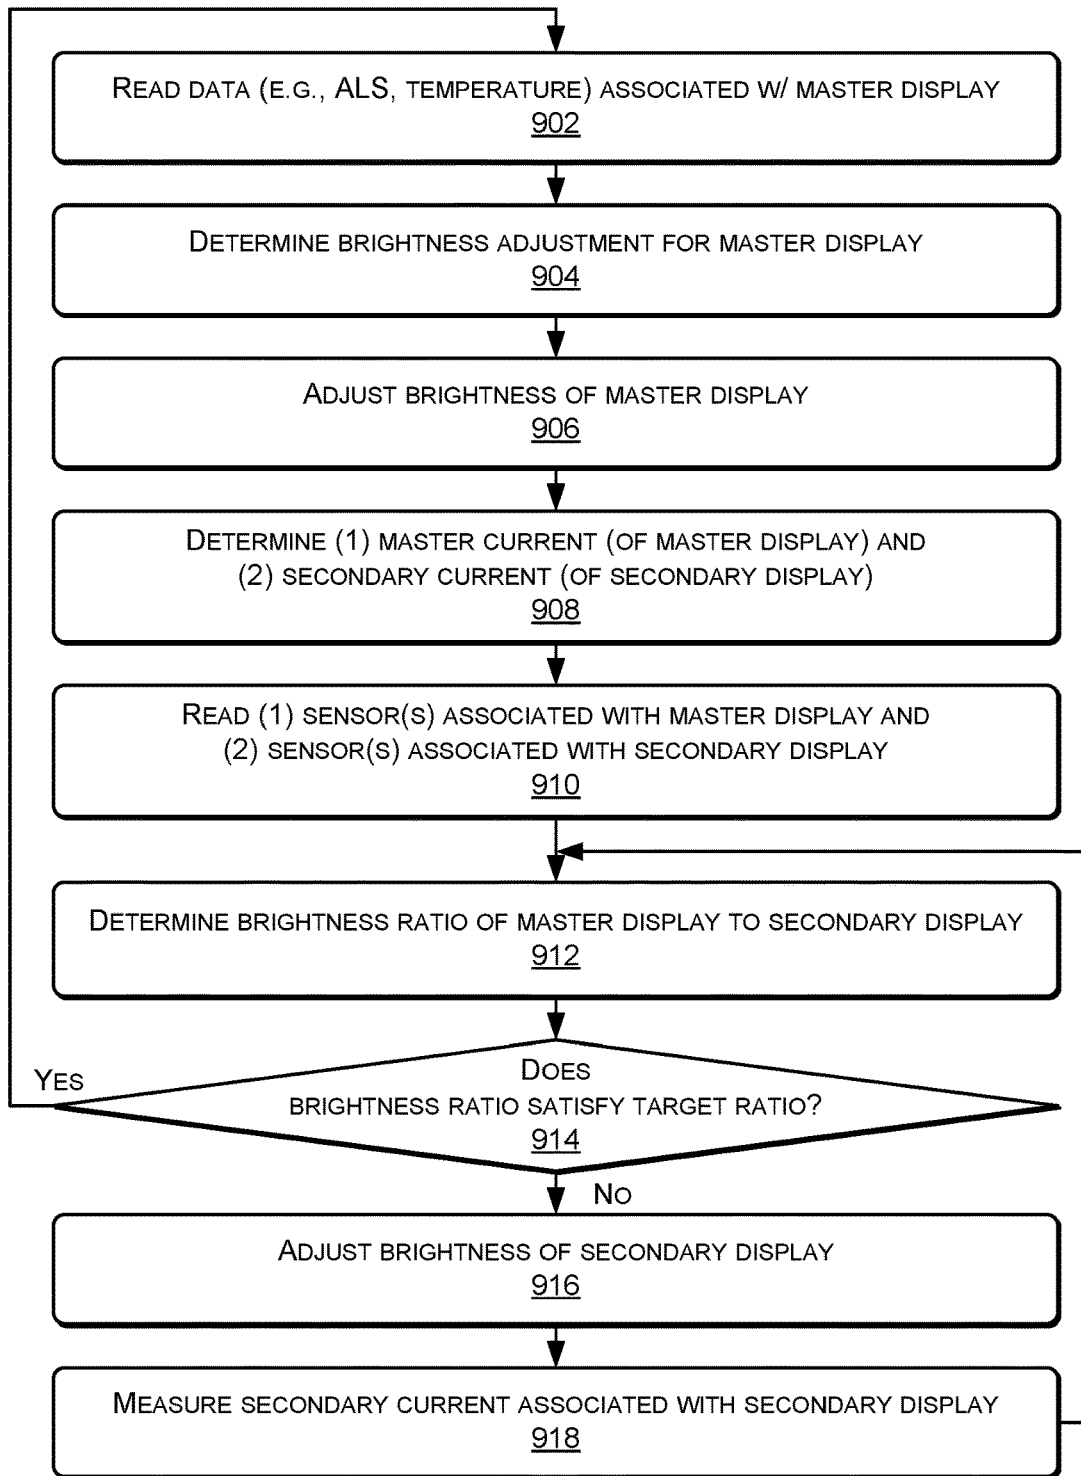 READ DATA (E.G., ALS, TEMPERATURE) ASSOCIATED W/ MASTER DISPLAY
902
DETERMINE BRIGHTNESS ADJUSTMENT FOR MASTER DISPLAY
904
ADJUST BRIGHTNESS OF MASTER DISPLAY
906
DETERMINE (1) MASTER CURRENT (OF MASTER DISPLAY) AND
(2) SECONDARY CURRENT (OF SECONDARY DISPLAY)
908
READ (1) SENSOR(S) ASSOCIATED WITH MASTER DISPLAY AND
(2) SENSOR(S) ASSOCIATED WITH SECONDARY DISPLAY
910
DETERMINE BRIGHTNESS RATIO OF MASTER DISPLAY TO SECONDARY DISPLAY
912
YES
DOES
BRIGHTNESS RATIO SATISFY TARGET RATIO?
914
NO
ADJUST BRIGHTNESS OF SECONDARY DISPLAY
916
MEASURE SECONDARY CURRENT ASSOCIATED WITH SECONDARY DISPLAY
918